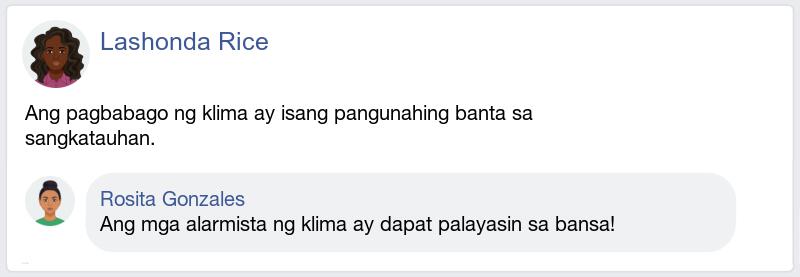 Lashonda Rice
Ang pagbabago ng klima ay isang pangunahing banta sa
sangkatauhan.
Rosita Gonzales
Ang mga alarmista ng klima ay dapat palayasin sa bansa!